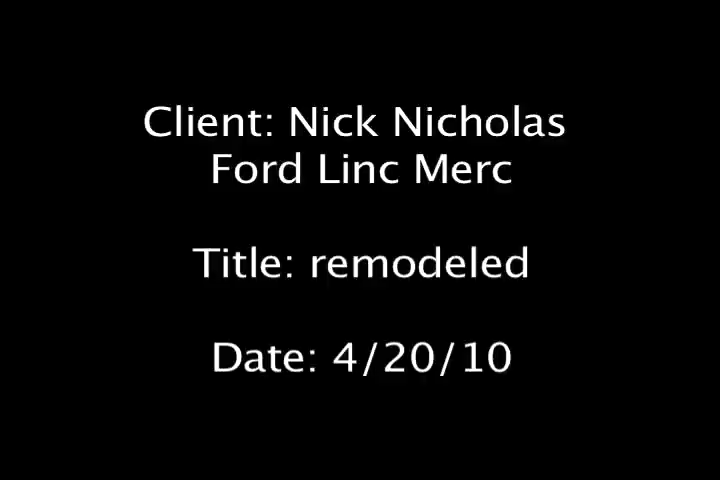 Client: Nick Nicholas
Ford Linc Merc
Title: remodeled
Date: 4/20/10